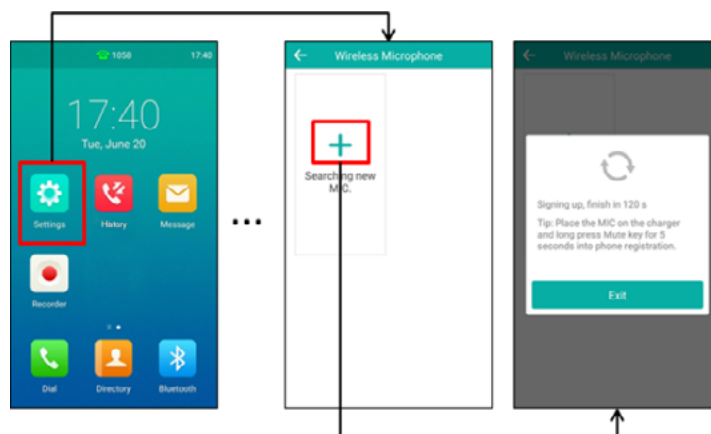 1058 17:40
17:40
Tue, June 20
Settings History Message
Recorder
Dial Directory Bluetooth
...
Wireless Microphone
Searching new
MIC.
Wireless Microphone
Signing up, finish in 120 s
Tip: Place the MIC on the charger
and long press Mute key for 5
seconds into phone registration.
Exit